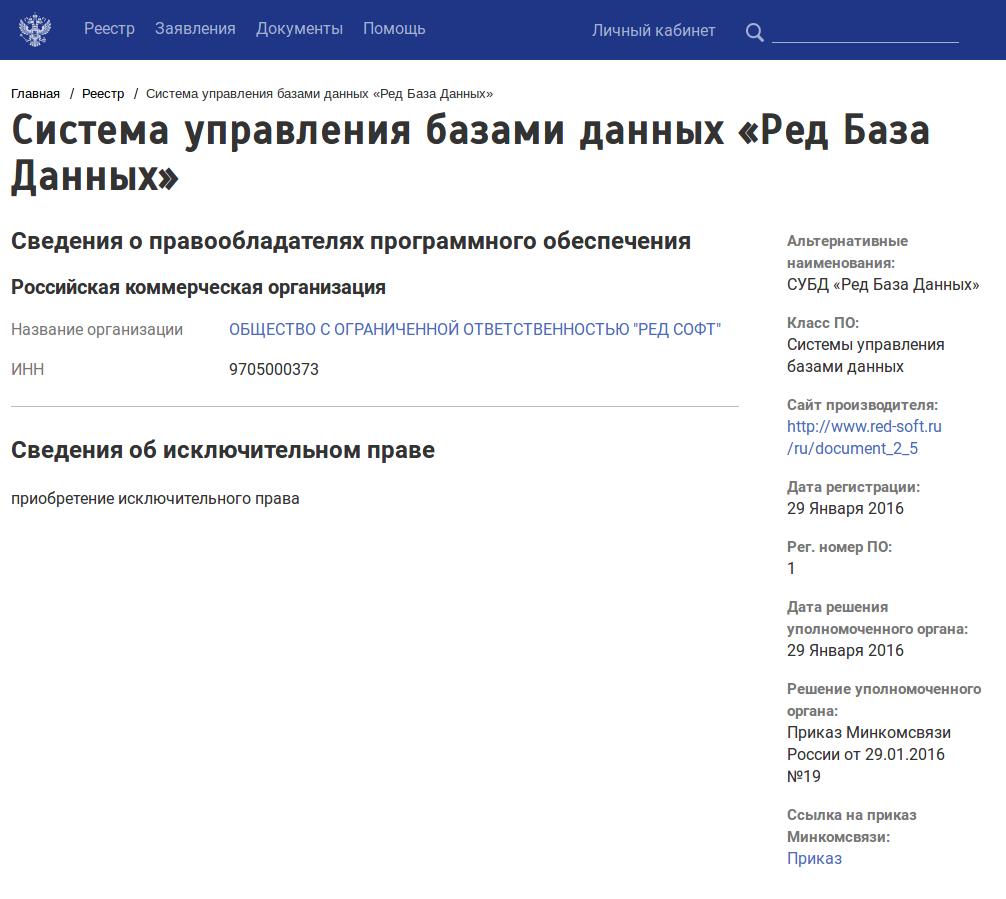 Реестр Заявления Документы Помощь Личный кабинет
Главная / Реестр / Система управления базами данных «Ред База Данных»
Система управления базами данных «Ред База
Данных»
Сведения о правообладателях программного обеспечения
Российская коммерческая организация
Название организации ОБЩЕСТВО С ОГРАНИЧЕННОЙ ОТВЕТСТВЕННОСТЬЮ "РЕД СОФТ"
ИНН 9705000373
Сведения об исключительном праве
приобретение исключительного права
Альтернативные
наименования:
СУБД «Ред База Данных»
Класс ПО:
Системы управления
базами данных
Сайт производителя:
http://www.red-soft.ru
/ru/document_2_5
Дата регистрации:
29 Января 2016
Рег. номер ПО:
1
Дата решения
уполномоченного органа:
29 Января 2016
Решение уполномоченного
органа:
Приказ Минкомсвязи
России от 29.01.2016
№19
Ссылка на приказ
Минкомсвязи:
Приказ